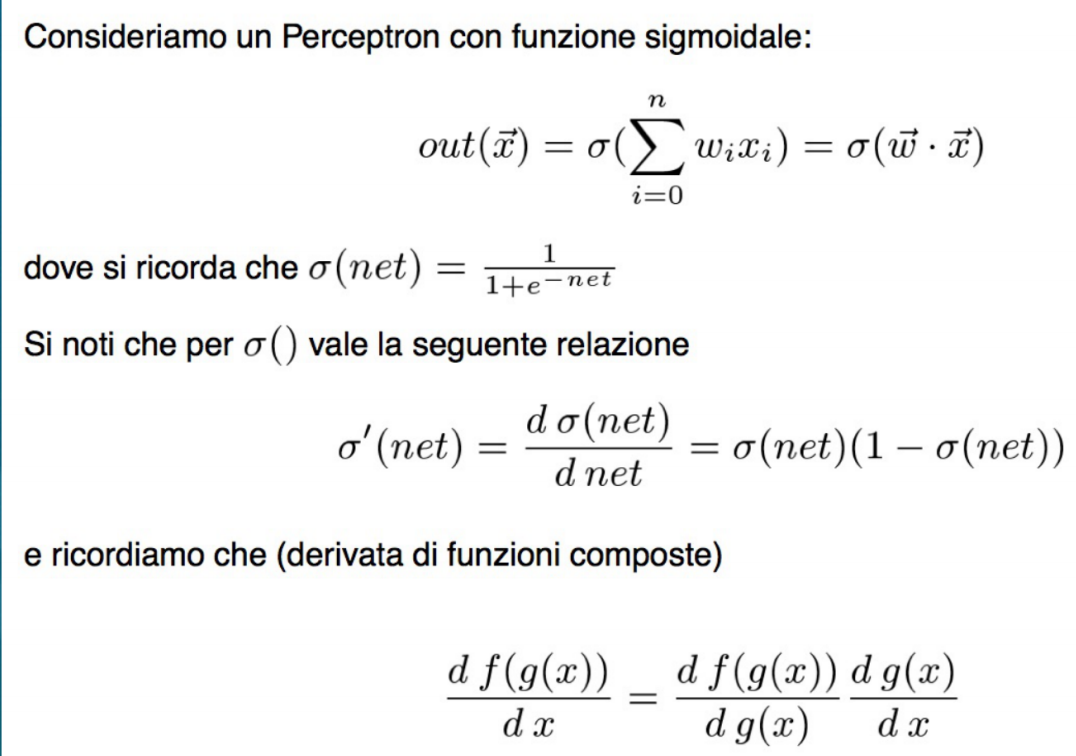 Consideriamo un Perceptron con funzione sigmoidale:
$out(\vec{x}) = \sigma(\sum_{i=0}^{n} w_i x_i) = \sigma(\vec{w} \cdot \vec{x})$
dove si ricorda che $\sigma(net) = \frac{1}{1+e^{-net}}$
Si noti che per $\sigma()$ vale la seguente relazione
$\sigma'(net) = \frac{d\,\sigma(net)}{d\,net} = \sigma(net)(1 - \sigma(net))$
e ricordiamo che (derivata di funzioni composte)
$\frac{d\,f(g(x))}{d\,x} = \frac{d\,f(g(x))}{d\,g(x)} \frac{d\,g(x)}{d\,x}$